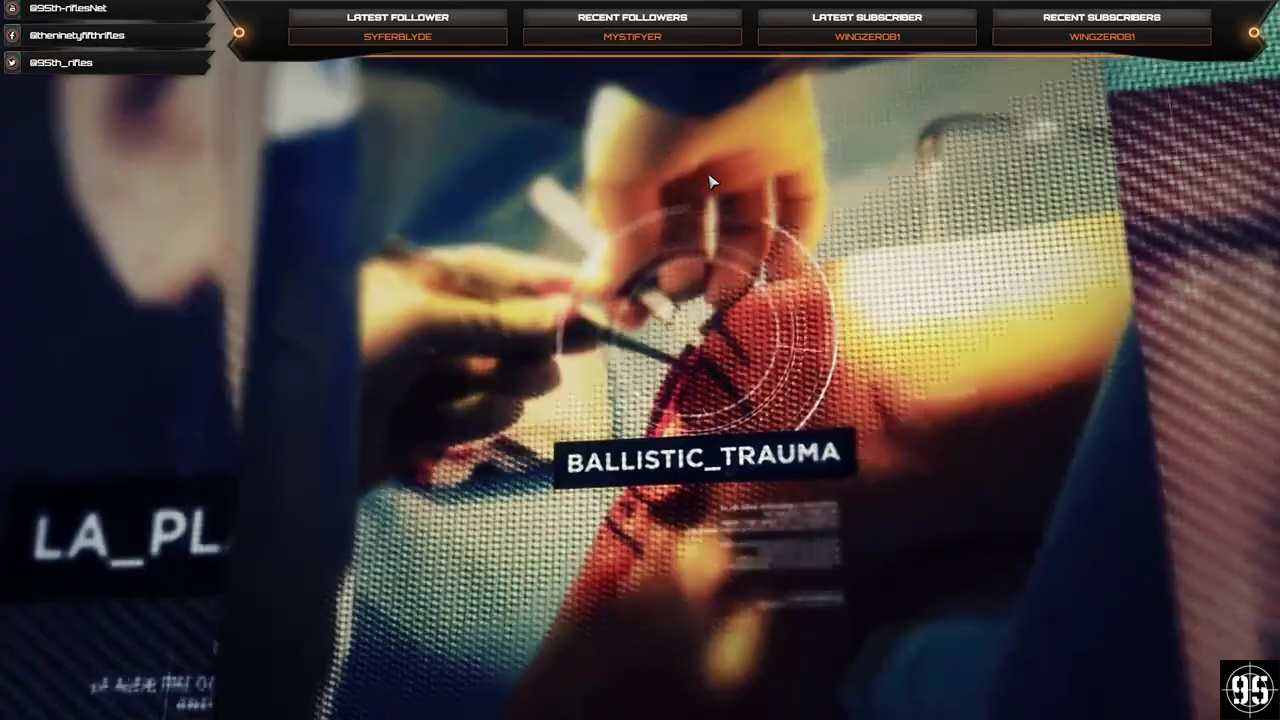 @95th-riflesNet
@theninetyfifthrifles
@95th_rifles
LATEST FOLLOWER
SYFERBLYDE
RECENT FOLLOWERS
MYSTIFYER
LATEST SUBSCRIBER
WINGZERO81
RECENT SUBSCRIBERS
WINGZERO81
BALLISTIC_TRAUMA
LA_PL
95